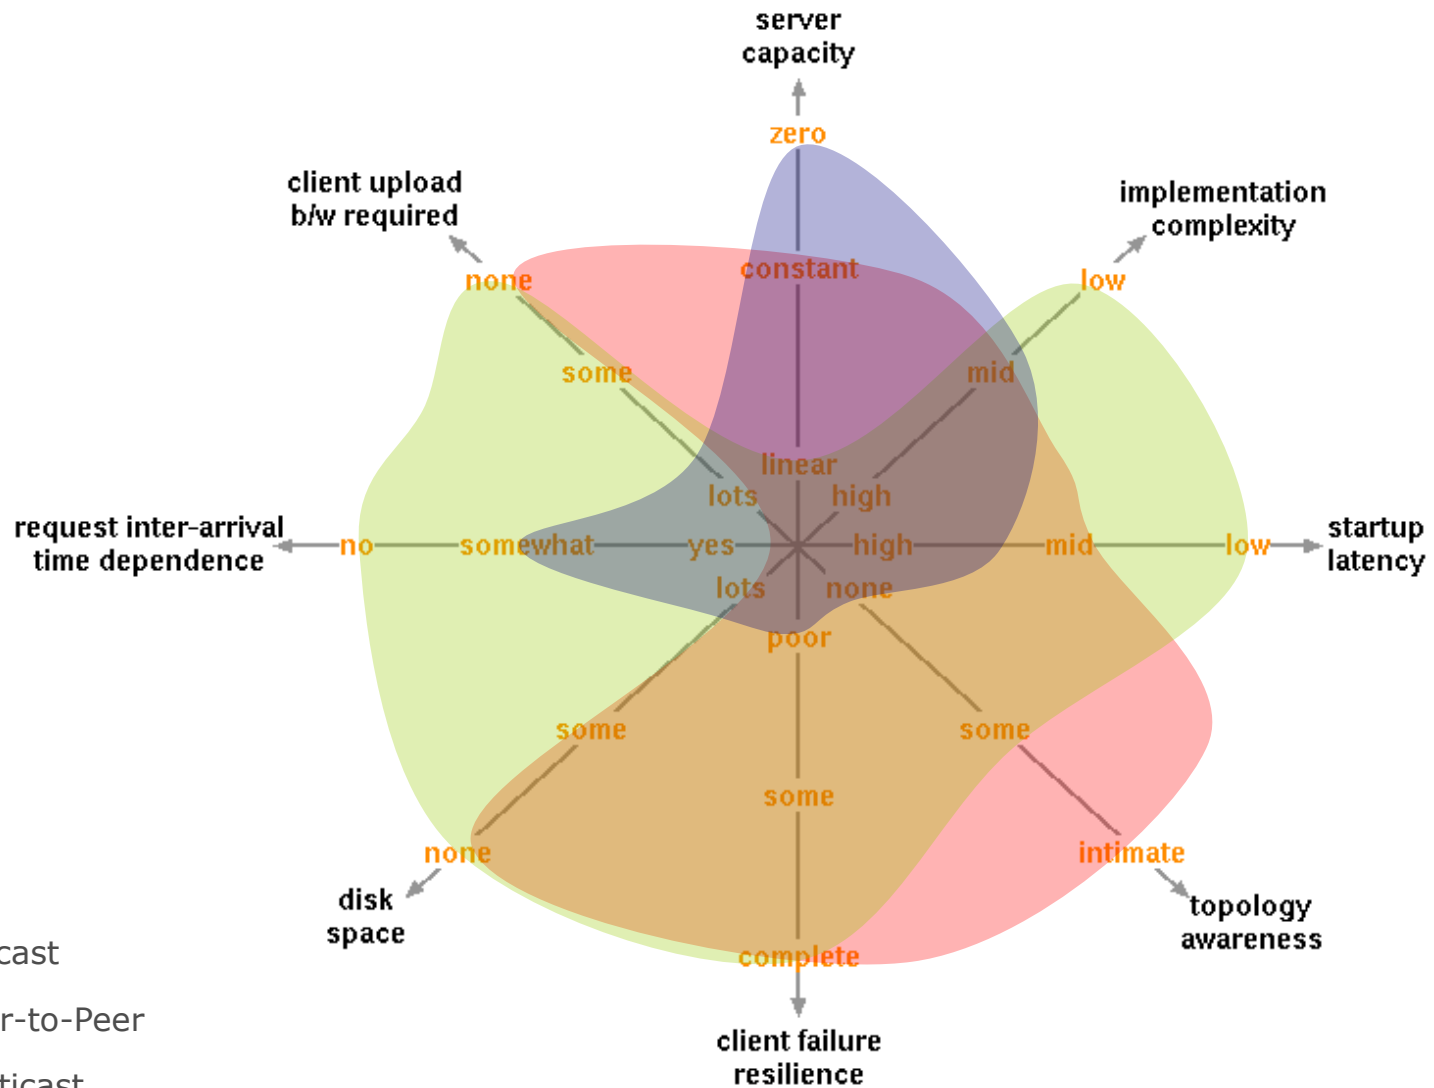 server
capacity
zero
client upload
b/w required
implementation
complexity
none
constant
low
some
mid
linear
lots
high
request inter-arrival
time dependence
no
somewhat
yes
high
mid
low
startup
latency
lots
none
poor
some
some
some
none
intimate
disk
space
topology
awareness
cast
complete
r-to-Peer
client failure
resilience
ticast